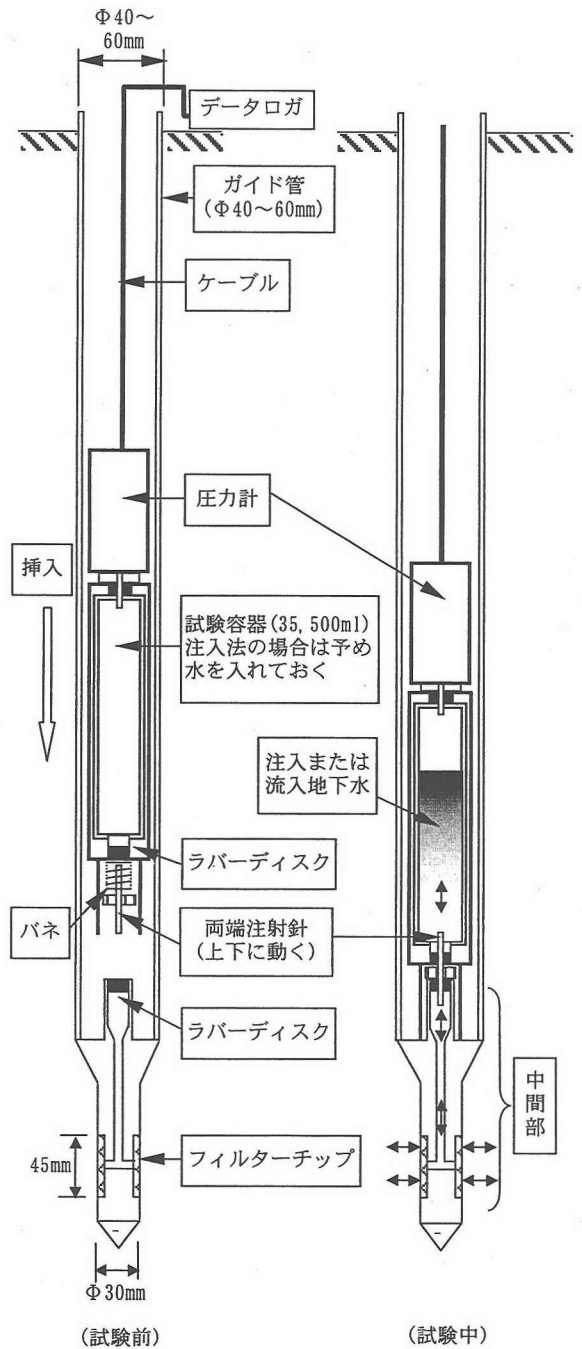 Φ40～
60mm
データロガ
ガイド管
(Φ40～60mm)
ケーブル
圧力計
挿入
試験容器(35,500ml)
注入法の場合は予め
水を入れておく
注入または
流入地下水
ラバーディスク
バネ
両端注射針
(上下に動く)
ラバーディスク
中間部
45mm
フィルターチップ
Φ30mm
(試験前)
(試験中)